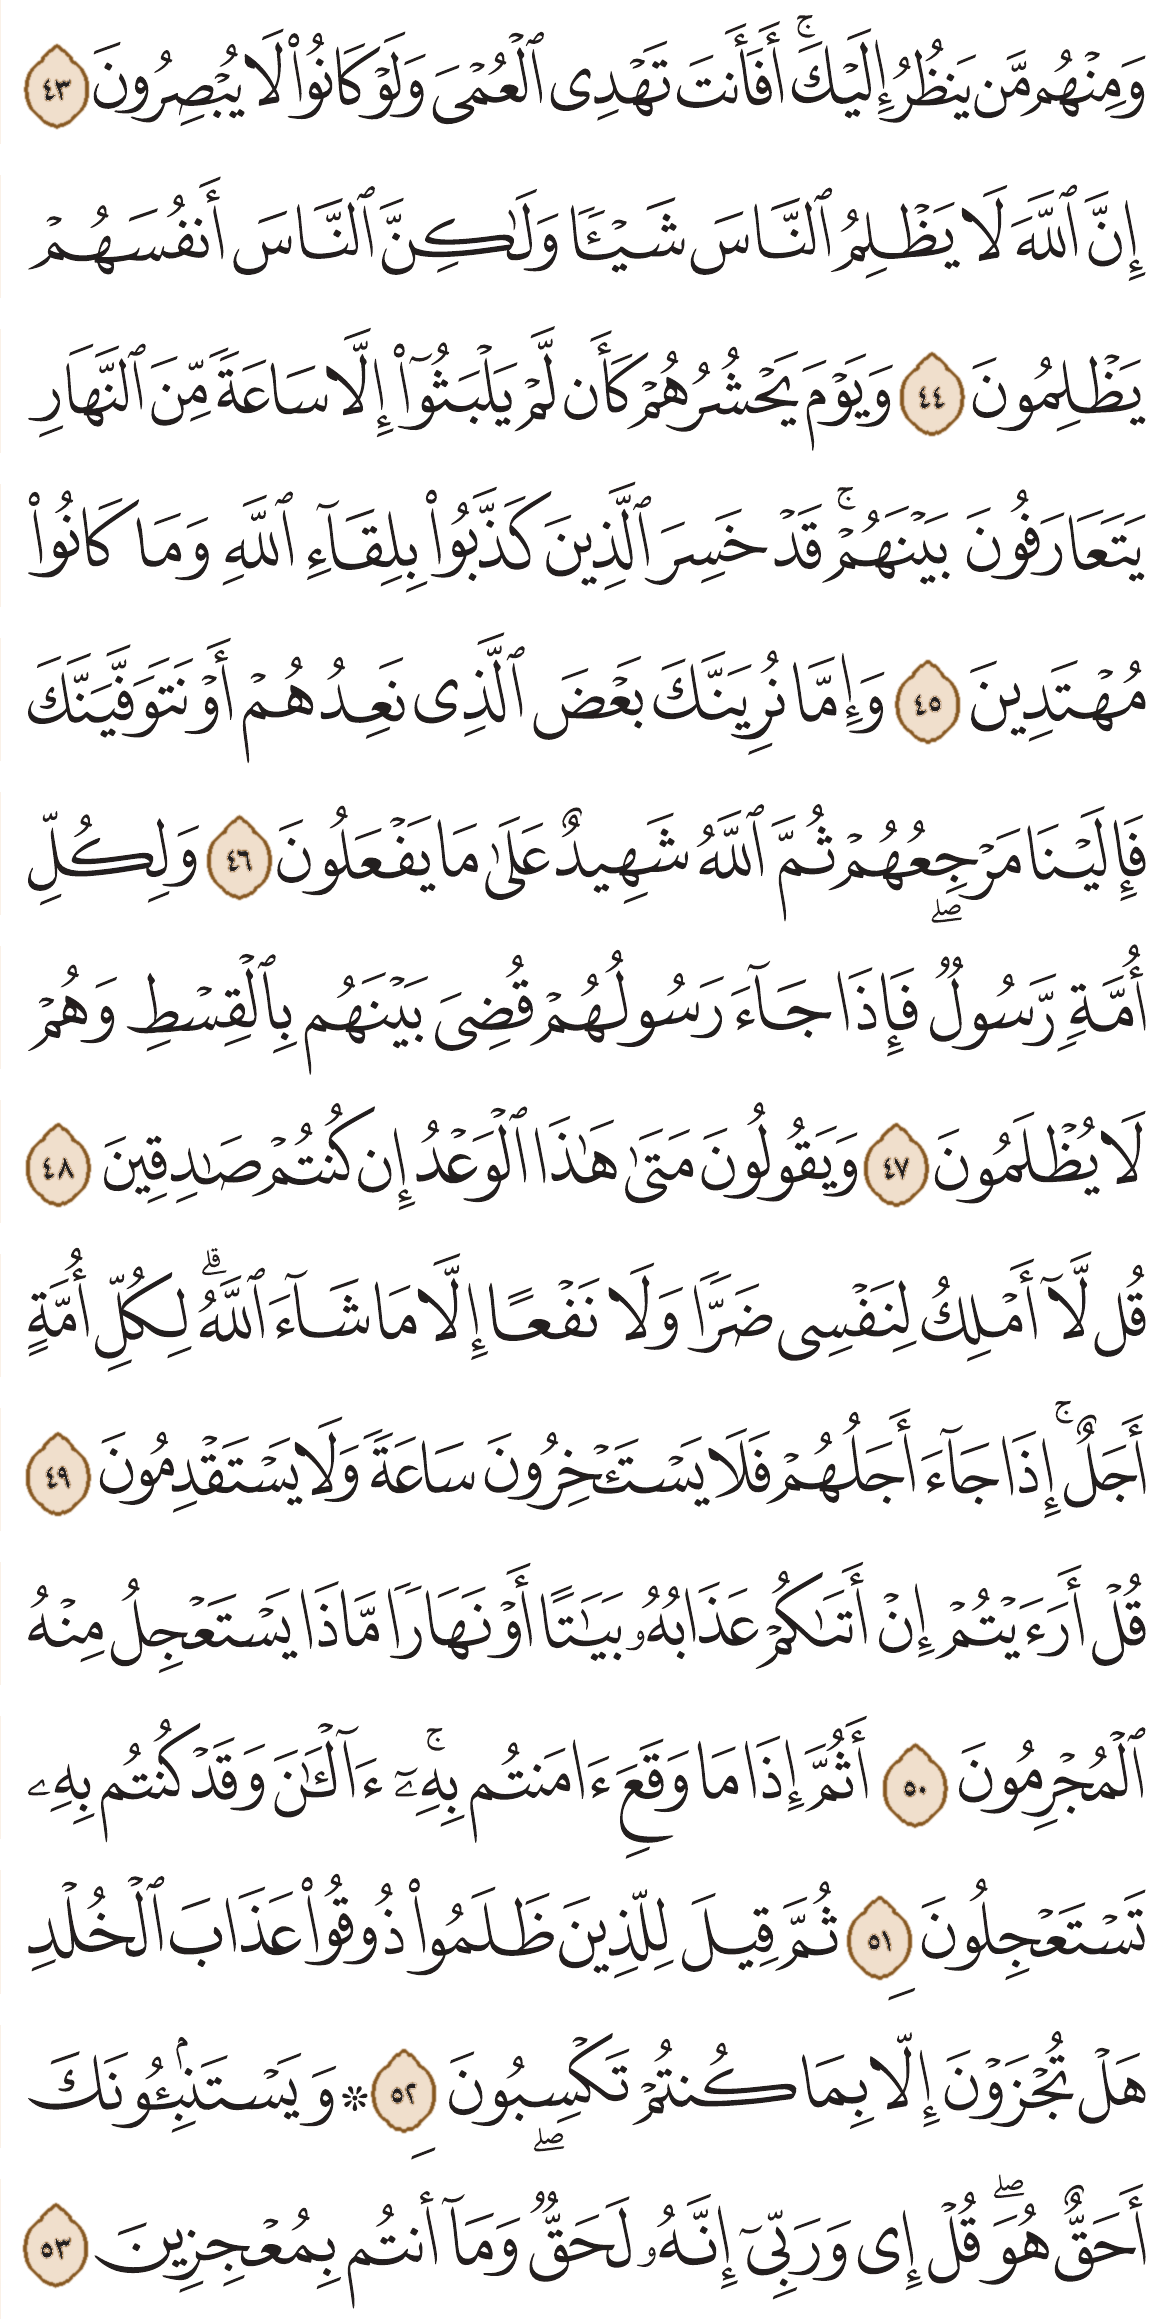 وَمِنْهُم مَّن يَنظُرُ إِلَيْكَ ۚ أَفَأَنتَ تَهْدِى ٱلْعُمْىَ وَلَوْ كَانُوا۟ لَا يُبْصِرُونَ ٤٣
إِنَّ ٱللَّهَ لَا يَظْلِمُ ٱلنَّاسَ شَيْـًٔا وَلَـٰكِنَّ ٱلنَّاسَ أَنفُسَهُمْ
يَظْلِمُونَ ٤٤ وَيَوْمَ يَحْشُرُهُمْ كَأَن لَّمْ يَلْبَثُوٓا۟ إِلَّا سَاعَةً مِّنَ ٱلنَّهَارِ
يَتَعَارَفُونَ بَيْنَهُمْ ۚ قَدْ خَسِرَ ٱلَّذِينَ كَذَّبُوا۟ بِلِقَآءِ ٱللَّهِ وَمَا كَانُوا۟
مُهْتَدِينَ ٤٥ وَإِمَّا نُرِيَنَّكَ بَعْضَ ٱلَّذِى نَعِدُهُمْ أَوْ نَتَوَفَّيَنَّكَ
فَإِلَيْنَا مَرْجِعُهُمْ ثُمَّ ٱللَّهُ شَهِيدٌ عَلَىٰ مَا يَفْعَلُونَ ٤٦ وَلِكُلِّ
أُمَّةٍ رَّسُولٌ ۖ فَإِذَا جَآءَ رَسُولُهُمْ قُضِىَ بَيْنَهُم بِٱلْقِسْطِ وَهُمْ
لَا يُظْلَمُونَ ٤٧ وَيَقُولُونَ مَتَىٰ هَـٰذَا ٱلْوَعْدُ إِن كُنتُمْ صَـٰدِقِينَ ٤٨
قُل لَّآ أَمْلِكُ لِنَفْسِى ضَرًّا وَلَا نَفْعًا إِلَّا مَا شَآءَ ٱللَّهُ ۗ لِكُلِّ أُمَّةٍ
أَجَلٌ ۚ إِذَا جَآءَ أَجَلُهُمْ فَلَا يَسْتَـْٔخِرُونَ سَاعَةً وَلَا يَسْتَقْدِمُونَ ٤٩
قُلْ أَرَءَيْتُمْ إِنْ أَتَىٰكُمْ عَذَابُهُۥ بَيَـٰتًا أَوْ نَهَارًا مَّاذَا يَسْتَعْجِلُ مِنْهُ
ٱلْمُجْرِمُونَ ٥٠ أَثُمَّ إِذَا مَا وَقَعَ ءَامَنتُم بِهِۦٓ ۚ ءَآلْـَٔـٰنَ وَقَدْ كُنتُم بِهِۦ
تَسْتَعْجِلُونَ ٥١ ثُمَّ قِيلَ لِلَّذِينَ ظَلَمُوا۟ ذُوقُوا۟ عَذَابَ ٱلْخُلْدِ
هَلْ تُجْزَوْنَ إِلَّا بِمَا كُنتُمْ تَكْسِبُونَ ٥٢ ۞ وَيَسْتَنۢبِـُٔونَكَ
أَحَقٌّ هُوَ ۖ قُلْ إِى وَرَبِّىٓ إِنَّهُۥ لَحَقٌّ ۖ وَمَآ أَنتُم بِمُعْجِزِينَ ٥٣